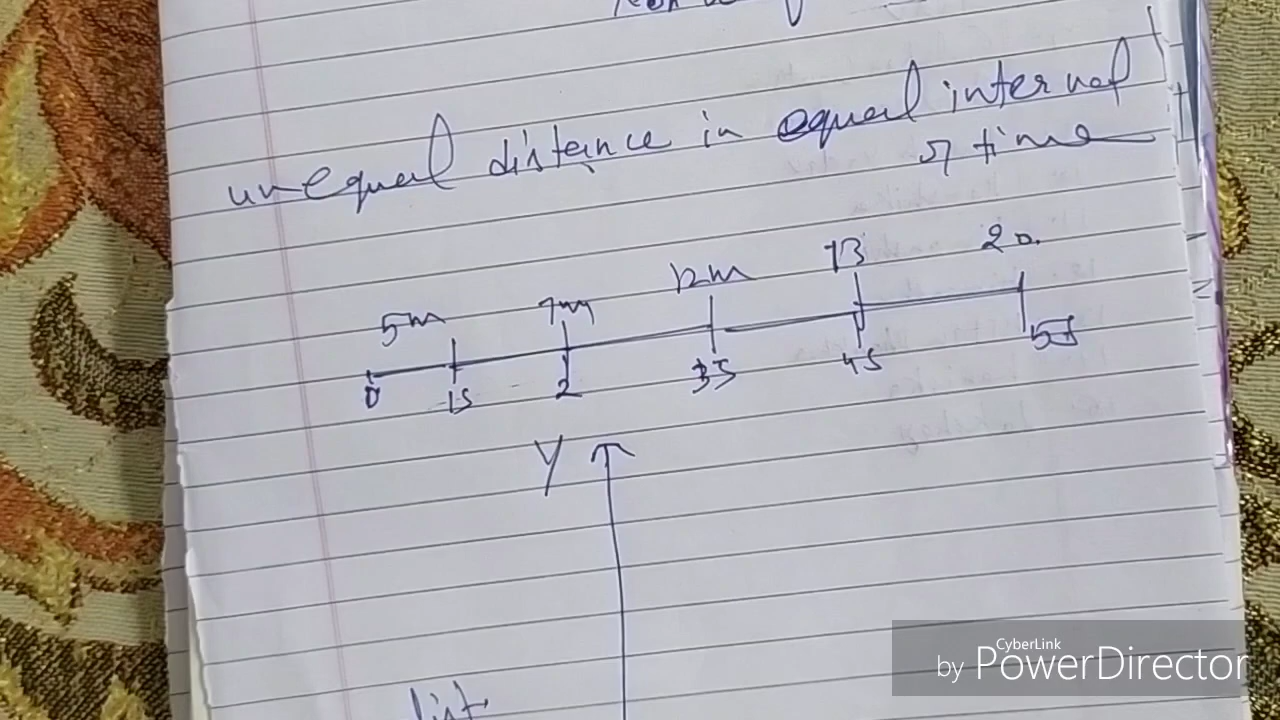 unequal distance in equal interval
of time
5m 7m 12m 13 20
0 1s 2 3s 4s 5s
Y
dist
CyberLink
by PowerDirector